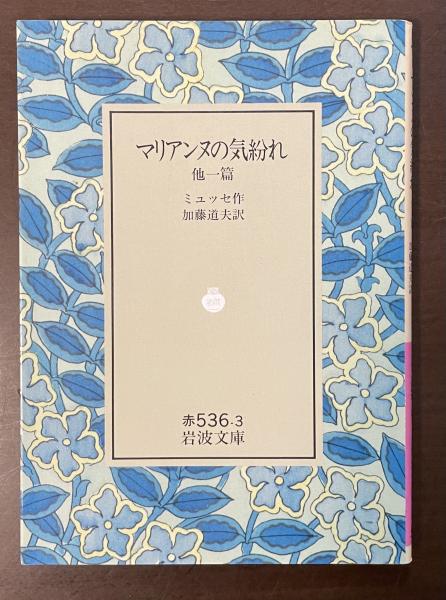 マリアンヌの気紛れ
他一篇
ミュッセ作
加藤道夫訳
赤536-3
岩波文庫